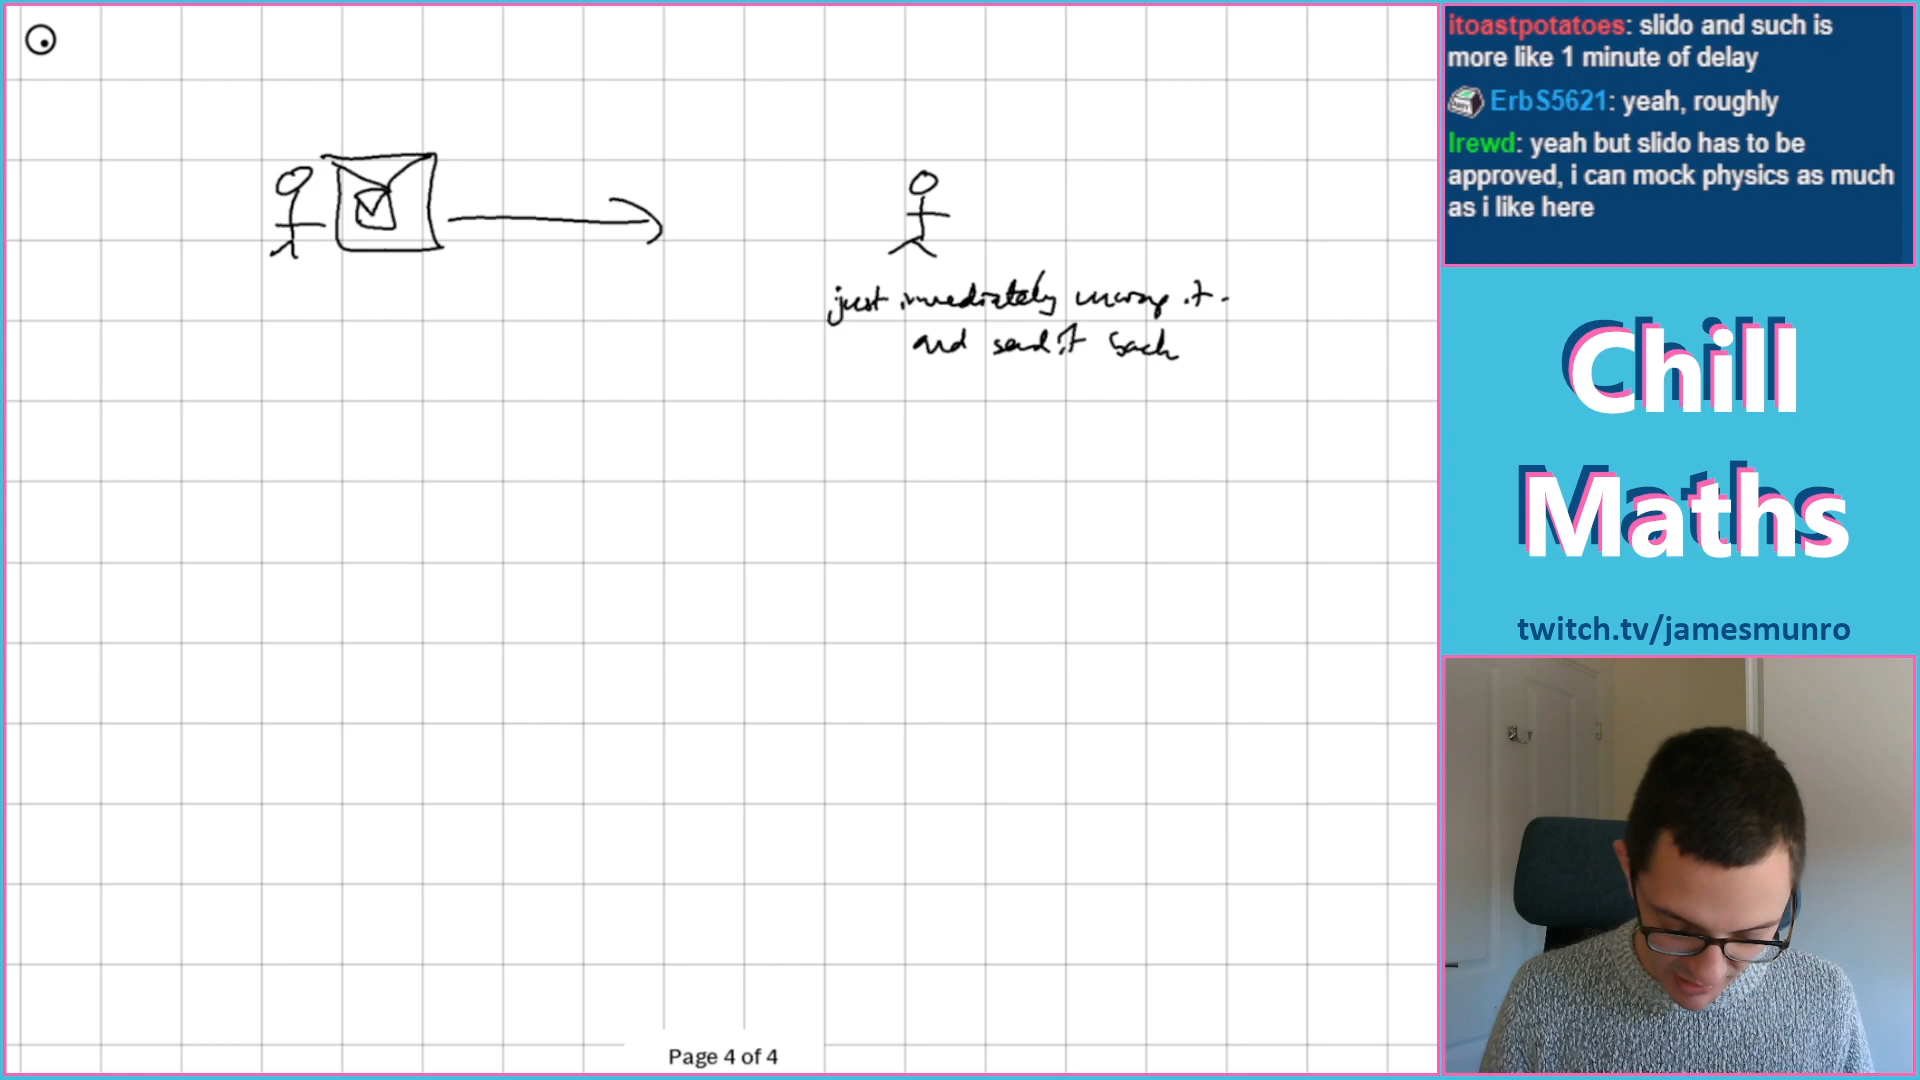 just immediately unwrap it.
and send it back
Page 4 of 4
itoastpotatoes: slido and such is
more like 1 minute of delay
ErbS5621: yeah, roughly
lrewd: yeah but slido has to be
approved, i can mock physics as much
as i like here
Chill
Maths
twitch.tv/jamesmunro